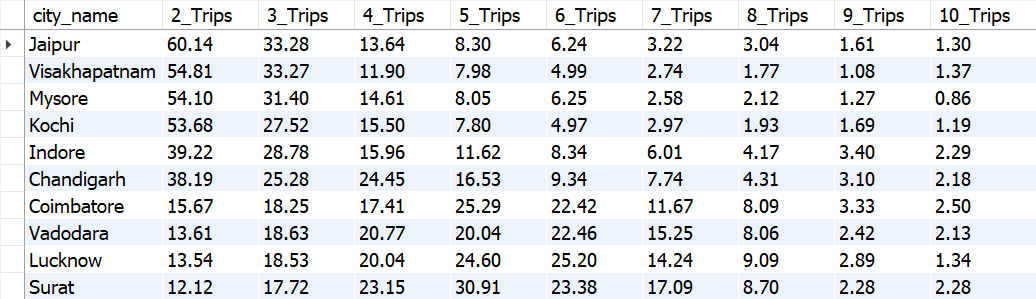 city_name 2_Trips 3_Trips 4_Trips 5_Trips 6_Trips 7_Trips 8_Trips 9_Trips 10_Trips
Jaipur 60.14 33.28 13.64 8.30 6.24 3.22 3.04 1.61 1.30
Visakhapatnam 54.81 33.27 11.90 7.98 4.99 2.74 1.77 1.08 1.37
Mysore 54.10 31.40 14.61 8.05 6.25 2.58 2.12 1.27 0.86
Kochi 53.68 27.52 15.50 7.80 4.97 2.97 1.93 1.69 1.19
Indore 39.22 28.78 15.96 11.62 8.34 6.01 4.17 3.40 2.29
Chandigarh 38.19 25.28 24.45 16.53 9.34 7.74 4.31 3.10 2.18
Coimbatore 15.67 18.25 17.41 25.29 22.42 11.67 8.09 3.33 2.50
Vadodara 13.61 18.63 20.77 20.04 22.46 15.25 8.06 2.42 2.13
Lucknow 13.54 18.53 20.04 24.60 25.20 14.24 9.09 2.89 1.34
Surat 12.12 17.72 23.15 30.91 23.38 17.09 8.70 2.28 2.28